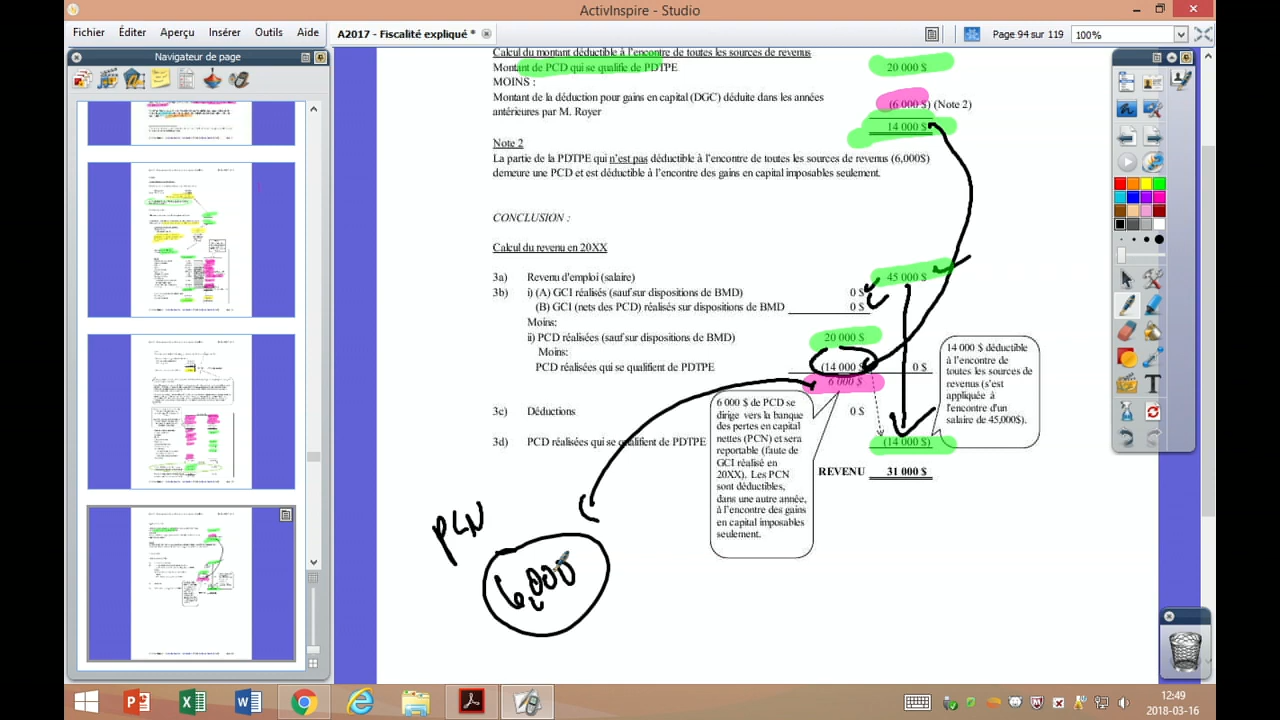 ActivInspire - Studio
Fichier Éditer Aperçu Insérer Outils Aide
A2017 - Fiscalité expliqué *
Page 94 sur 119
100%
Navigateur de page
Calcul du montant déductible à l'encontre de toutes les sources de revenus
Montant de PCD qui se qualifie de PDTPE 20 000 $
MOINS :
Montant de la déduction pour gains en capital (DGC) déduite dans les années
antérieures par M. Royer
(6 000 $) (Note 2)
14 000 $
Note 2
La partie de la PDTPE qui n'est pas déductible à l'encontre de toutes les sources de revenus (6,000$)
demeure une PCD donc déductible à l'encontre des gains en capital imposables seulement.
CONCLUSION :
Calcul du revenu en 20XX
3a) Revenu d'emploi (salaire) 45 000 $
3b) i) (A) GCI réalisés (sauf sur dispositions de BMD) 0 $
(B) GCI (nets des PCD) réalisés sur dispositions de BMD 0 $
Moins:
ii) PCD réalisées (sauf sur dispositions de BMD) 20 000 $
Moins:
PCD réalisées qui se qualifient de PDTPE (14 000 $) 0 $
6 000 $
3c) Déductions 0 $
3d) PCD réalisées qui se qualifient de PDTPE (14 000 $)
REVENU 31 000 $
14 000 $ déductible
à l'encontre de
toutes les sources de
revenus (s'est
appliquée à
l'encontre d'un
salaire de 45,000$).
6 000 $ de PCD se
dirige vers la banque
des pertes en capital
nettes (PCN) et sera
reportable (faute de
GCI réalisé en
20XX). Les PCN
sont déductibles,
dans une autre année,
à l'encontre des gains
en capital imposables
seulement.
PCN
6,000
12:49
2018-03-16